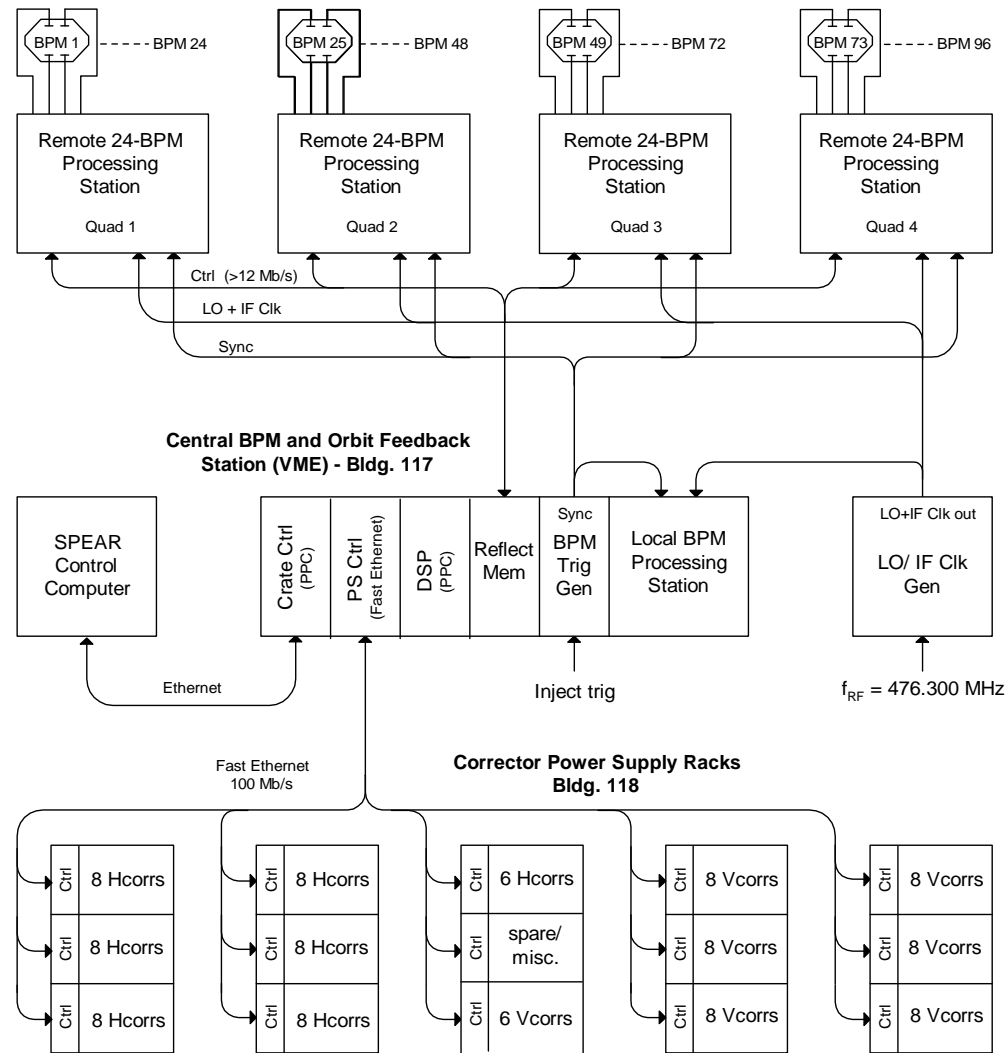 BPM 1
BPM 24
BPM 25
BPM 48
BPM 49
BPM 72
BPM 73
BPM 96
Remote 24-BPM
Processing
Station
Quad 1
Remote 24-BPM
Processing
Station
Quad 2
Remote 24-BPM
Processing
Station
Quad 3
Remote 24-BPM
Processing
Station
Quad 4
Ctrl (>12 Mb/s)
LO + IF Clk
Sync
Central BPM and Orbit Feedback
Station (VME) - Bldg. 117
SPEAR
Control
Computer
Crate Ctrl
(PPC)
PS Ctrl
(Fast Ethernet)
DSP
(PPC)
Reflect
Mem
Sync
BPM
Trig
Gen
Local BPM
Processing
Station
LO+IF Clk out
LO/ IF Clk
Gen
Ethernet
Inject trig
fRF = 476.300 MHz
Fast Ethernet
100 Mb/s
Corrector Power Supply Racks
Bldg. 118
Ctrl
8 Hcorrs
Ctrl
8 Hcorrs
Ctrl
8 Hcorrs
Ctrl
8 Hcorrs
Ctrl
8 Hcorrs
Ctrl
8 Hcorrs
Ctrl
6 Hcorrs
Ctrl
spare/
misc.
Ctrl
6 Vcorrs
Ctrl
8 Vcorrs
Ctrl
8 Vcorrs
Ctrl
8 Vcorrs
Ctrl
8 Vcorrs
Ctrl
8 Vcorrs
Ctrl
8 Vcorrs